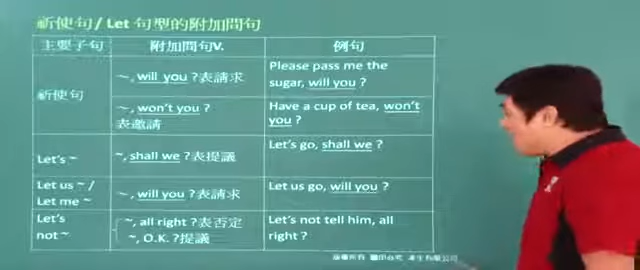 祈使句/ Let 句型的附加問句
主要子句
附加問句V.
例句
祈使句
~, will you ?表請求
Please pass me the
sugar, will you ?
~, won't you ?
表邀請
Have a cup of tea, won't
you ?
Let's ~
~, shall we ?表提議
Let's go, shall we ?
Let us ~ /
Let me ~
~, will you ?表請求
Let us go, will you ?
Let's
not ~
~, all right ?表否定
~, O.K. ?提議
Let's not tell him, all
right ?